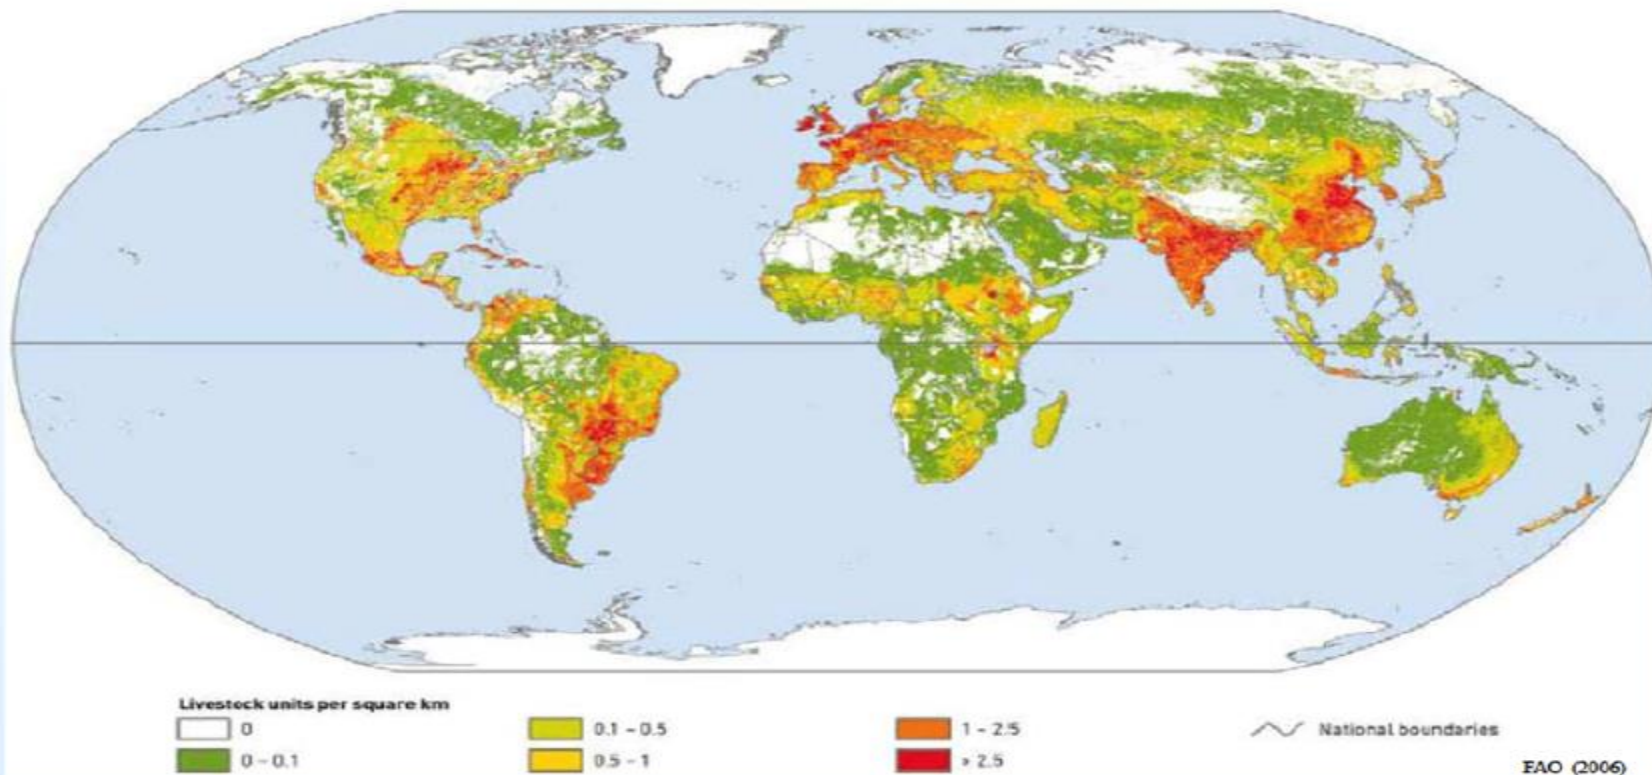 Livestock units per square km
0
0 – 0.1
0.1 – 0.5
0.5 – 1
1 – 2.5
> 2.5
National boundaries
FAO (2006)